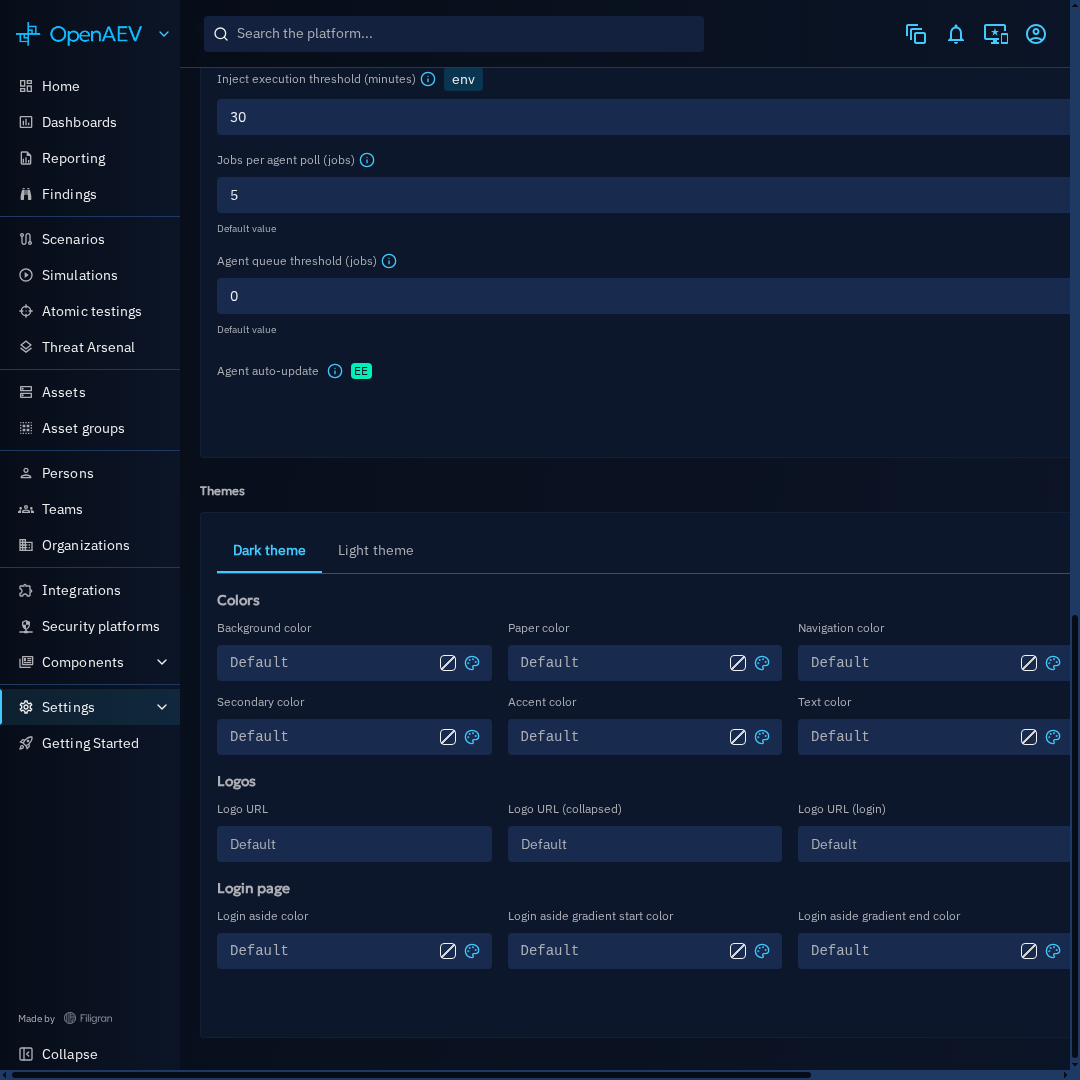 OpenAEV
Search the platform...
Home
Dashboards
Reporting
Findings
Scenarios
Simulations
Atomic testings
Threat Arsenal
Assets
Asset groups
Persons
Teams
Organizations
Integrations
Security platforms
Components
Settings
Getting Started
Made by Filigran
Collapse
Inject execution threshold (minutes) env
30
Jobs per agent poll (jobs)
5
Default value
Agent queue threshold (jobs)
0
Default value
Agent auto-update EE
Themes
Dark theme Light theme
Colors
Background color Paper color Navigation color
Default Default Default
Secondary color Accent color Text color
Default Default Default
Logos
Logo URL Logo URL (collapsed) Logo URL (login)
Default Default Default
Login page
Login aside color Login aside gradient start color Login aside gradient end color
Default Default Default